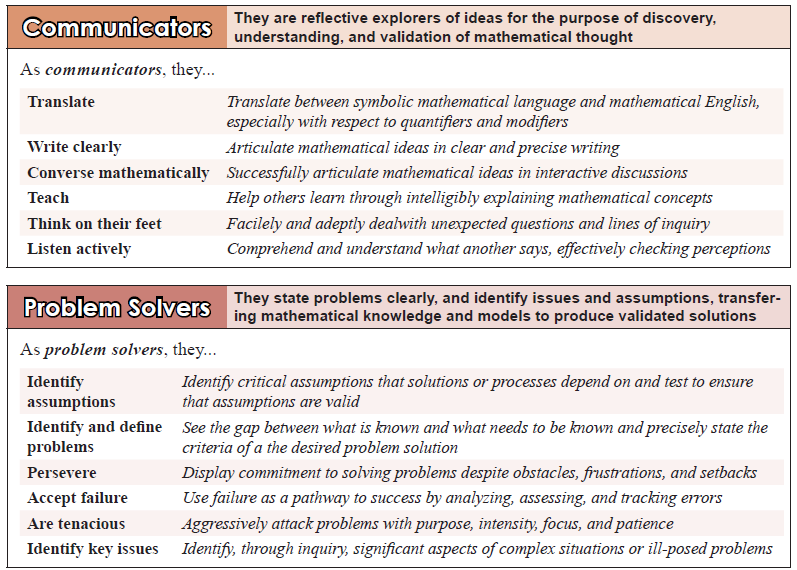 Communicators
They are reflective explorers of ideas for the purpose of discovery,
understanding, and validation of mathematical thought
As communicators, they...
Translate
Translate between symbolic mathematical language and mathematical English,
especially with respect to quantifiers and modifiers
Write clearly
Articulate mathematical ideas in clear and precise writing
Converse mathematically
Successfully articulate mathematical ideas in interactive discussions
Teach
Help others learn through intelligibly explaining mathematical concepts
Think on their feet
Facilely and adeptly dealwith unexpected questions and lines of inquiry
Listen actively
Comprehend and understand what another says, effectively checking perceptions
Problem Solvers
They state problems clearly, and identify issues and assumptions, transfer-
ing mathematical knowledge and models to produce validated solutions
As problem solvers, they...
Identify
assumptions
Identify critical assumptions that solutions or processes depend on and test to ensure
that assumptions are valid
Identify and define
problems
See the gap between what is known and what needs to be known and precisely state the
criteria of a the desired problem solution
Persevere
Display commitment to solving problems despite obstacles, frustrations, and setbacks
Accept failure
Use failure as a pathway to success by analyzing, assessing, and tracking errors
Are tenacious
Aggressively attack problems with purpose, intensity, focus, and patience
Identify key issues
Identify, through inquiry, significant aspects of complex situations or ill-posed problems